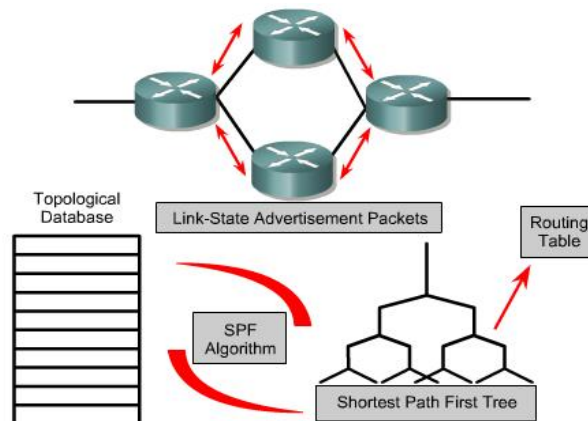 Topological
Database
Link-State Advertisement Packets
Routing
Table
SPF
Algorithm
Shortest Path First Tree